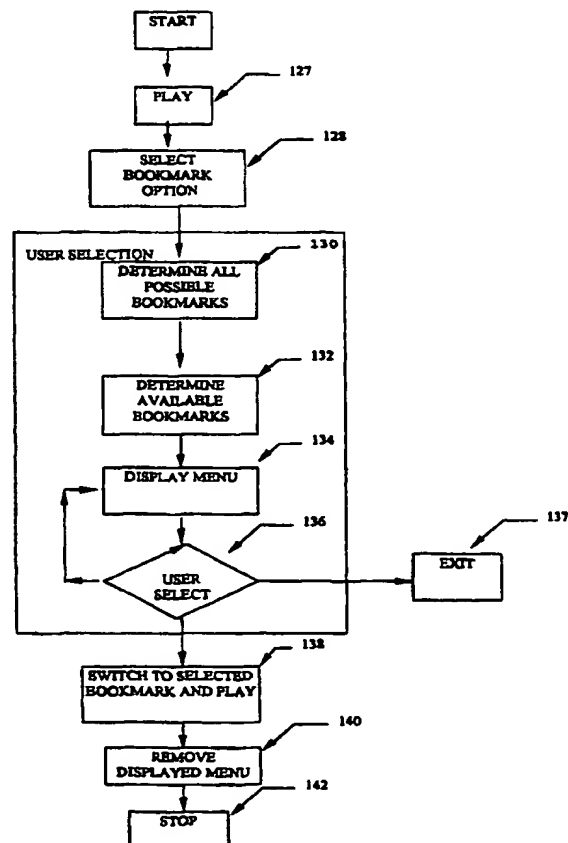 START
127
PLAY
128
SELECT
BOOKMARK
OPTION
130
USER SELECTION
DETERMINE ALL
POSSIBLE
BOOKMARKS
132
DETERMINE
AVAILABLE
BOOKMARKS
134
DISPLAY MENU
136
137
EXIT
USER
SELECT
138
SWITCH TO SELECTED
BOOKMARK AND PLAY
140
REMOVE
DISPLAYED MENU
142
STOP